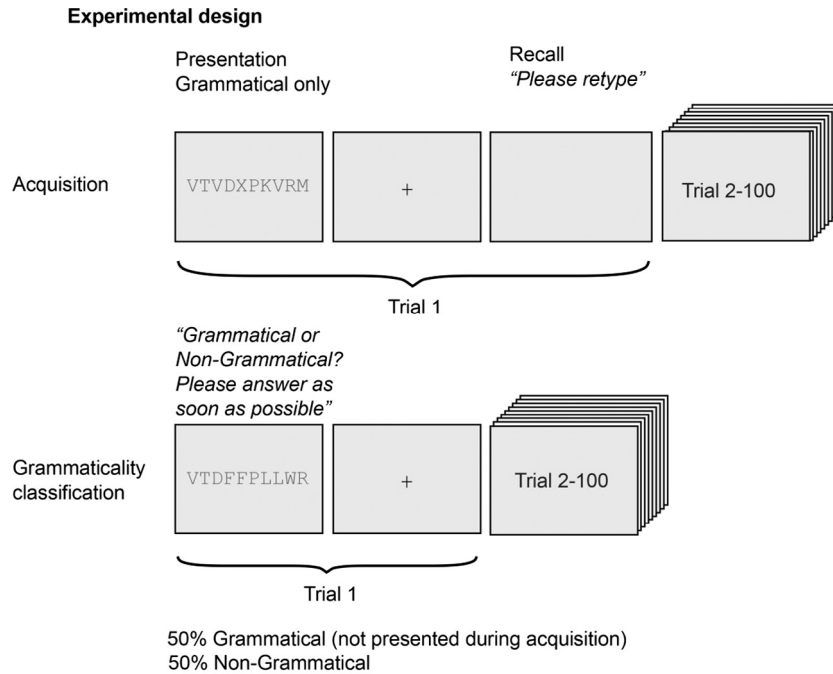 Experimental design
Presentation
Grammatical only
Recall
“Please retype”
Acquisition
VTVDXPKVRM
+
Trial 2-100
Trial 1
“Grammatical or
Non-Grammatical?
Please answer as
soon as possible”
Grammaticality
classification
VTDFFPLLWR
+
Trial 2-100
Trial 1
50% Grammatical (not presented during acquisition)
50% Non-Grammatical